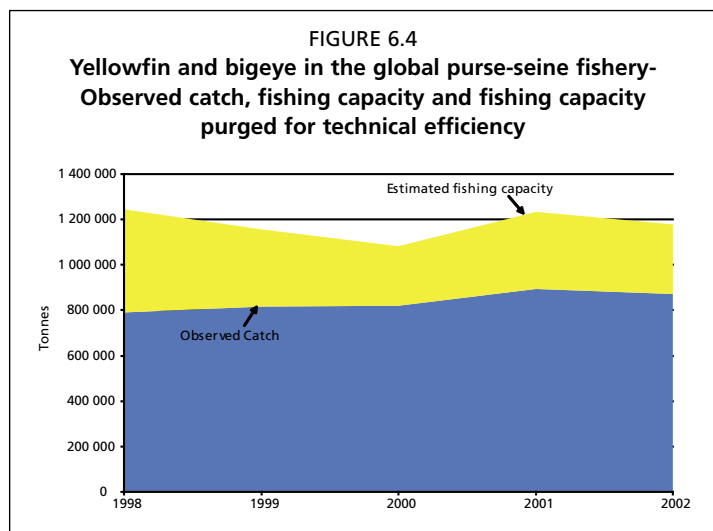 FIGURE 6.4
Yellowfin and bigeye in the global purse-seine fishery-
Observed catch, fishing capacity and fishing capacity
purged for technical efficiency
1 400 000
1 200 000
1 000 000
800 000
600 000
400 000
200 000
0
Tonnes
Estimated fishing capacity
Observed Catch
1998
1999
2000
2001
2002